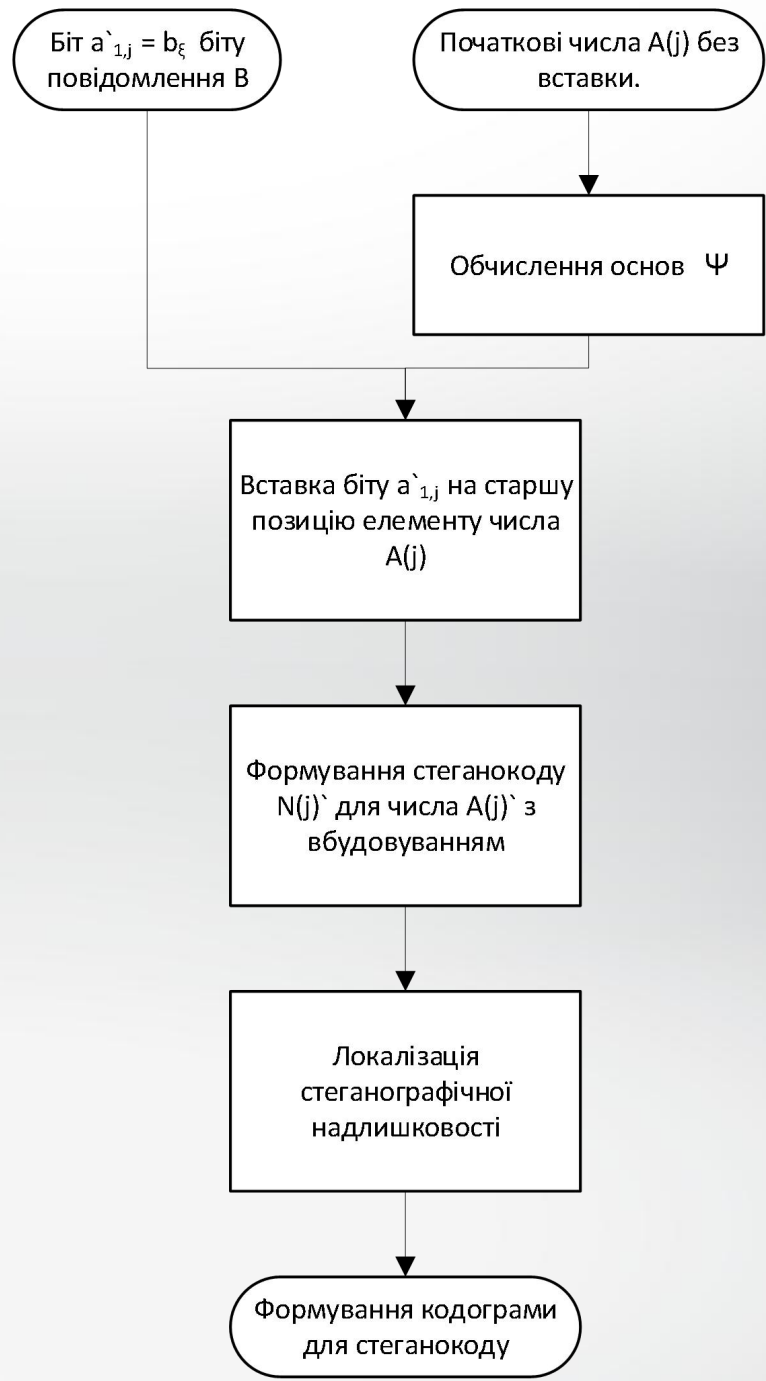 Біт a`1,j = bξ біту
повідомлення В
Початкові числа A(j) без
вставки.
Обчислення основ Ψ
Вставка біту a`1,j на старшу
позицію елементу числа
A(j)
Формування стеганокоду
N(j)` для числа A(j)` з
вбудовуванням
Локалізація
стеганографічної
надлишковості
Формування кодограми
для стеганокоду